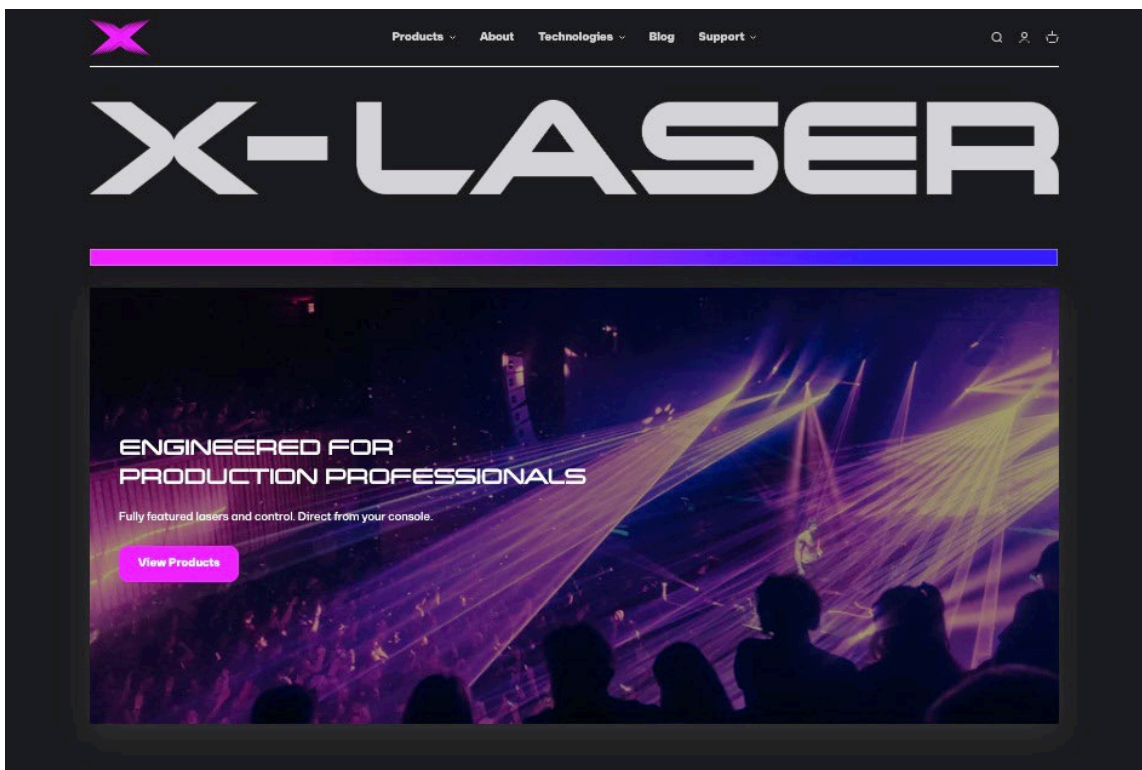 Products
About
Technologies
Blog
Support
X-LASER
ENGINEERED FOR
PRODUCTION PROFESSIONALS
Fully featured lasers and control. Direct from your console.
View Products